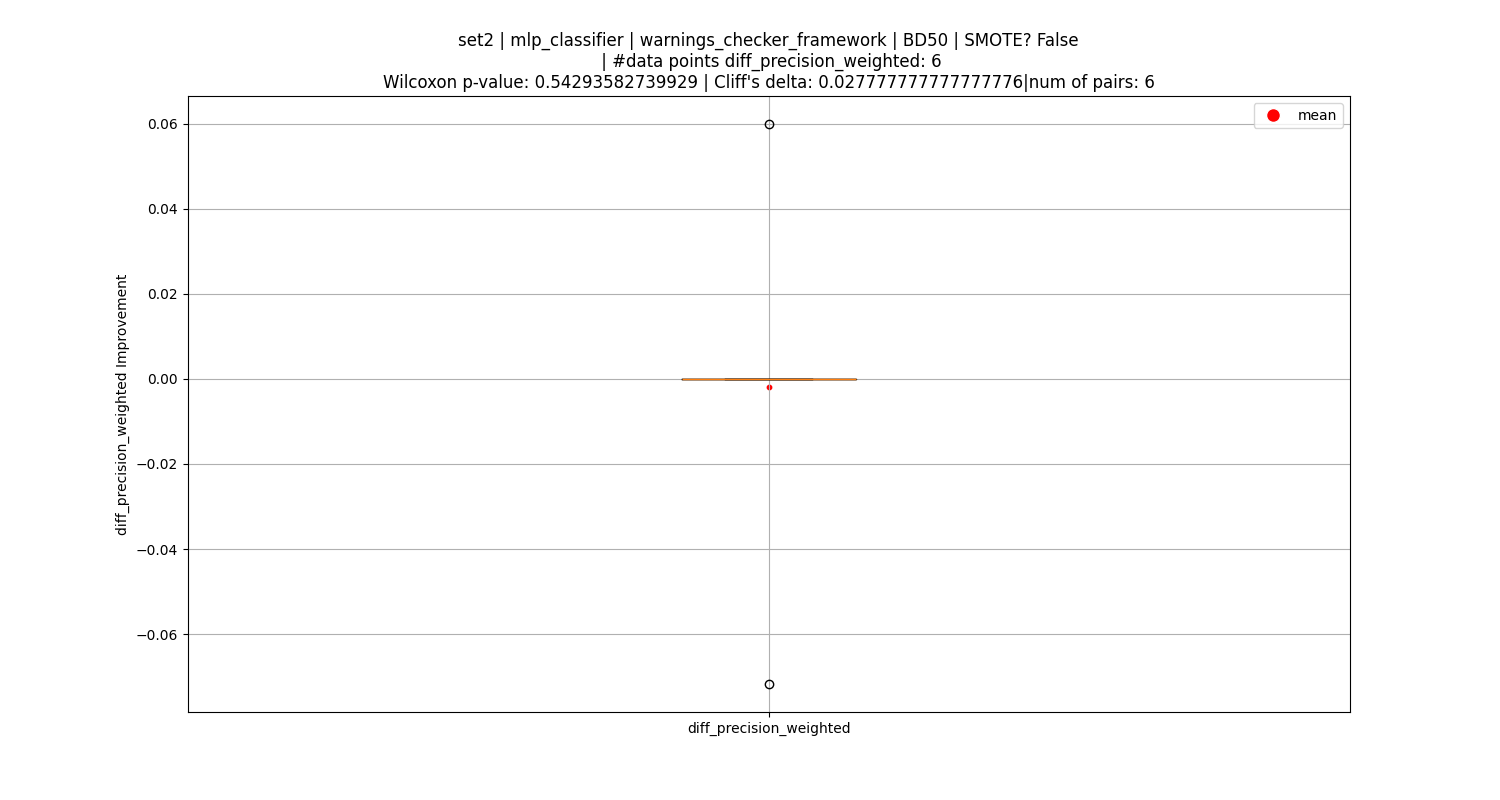 set2 | mlp_classifier | warnings_checker_framework | BD50 | SMOTE? False
| #data points diff_precision_weighted: 6
Wilcoxon p-value: 0.54293582739929 | Cliff's delta: 0.027777777777777776|num of pairs: 6
mean
0.06
0.04
0.02
0.00
−0.02
−0.04
−0.06
diff_precision_weighted Improvement
diff_precision_weighted